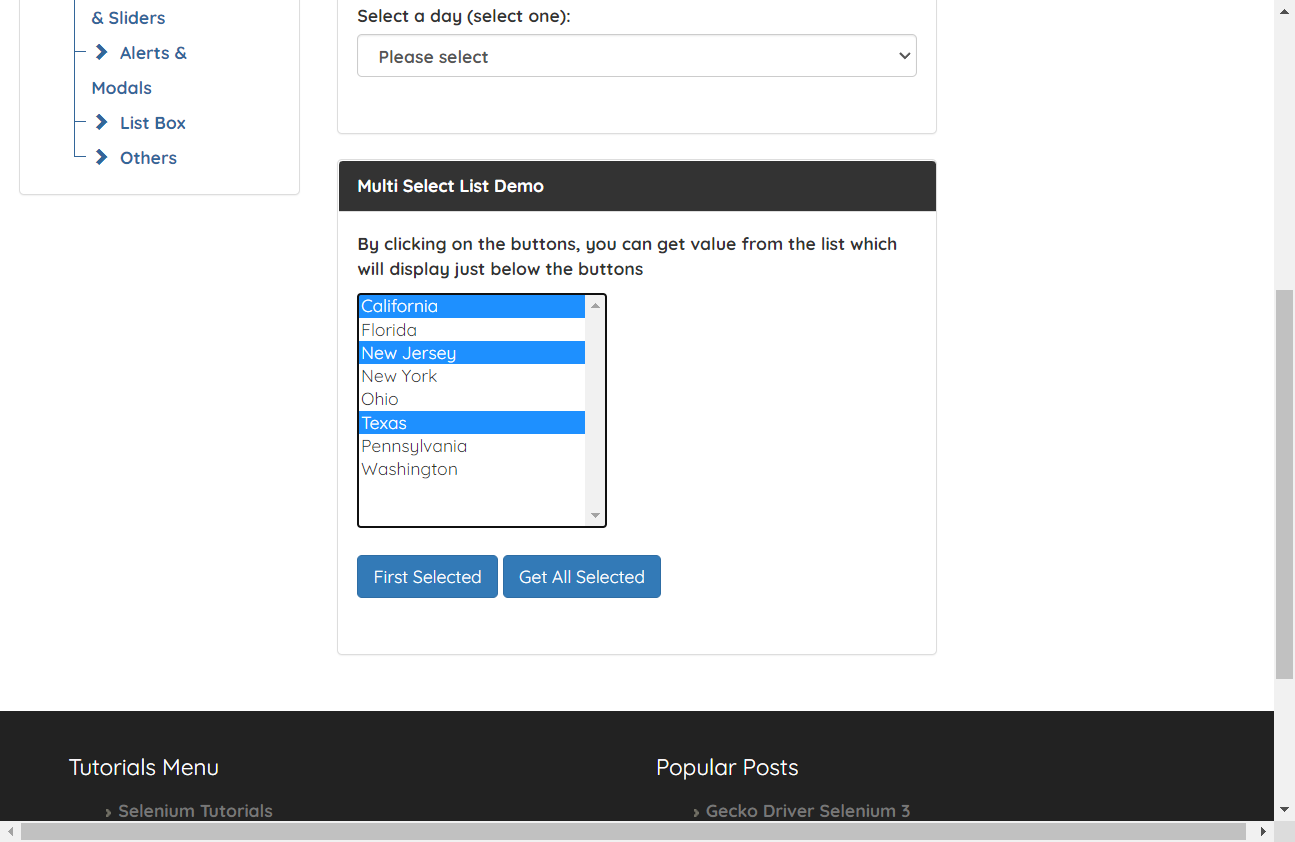 & Sliders
Alerts &
Modals
List Box
Others
Select a day (select one):
Please select
Multi Select List Demo
By clicking on the buttons, you can get value from the list which
will display just below the buttons
California
Florida
New Jersey
New York
Ohio
Texas
Pennsylvania
Washington
First Selected
Get All Selected
Tutorials Menu
› Selenium Tutorials
Popular Posts
› Gecko Driver Selenium 3